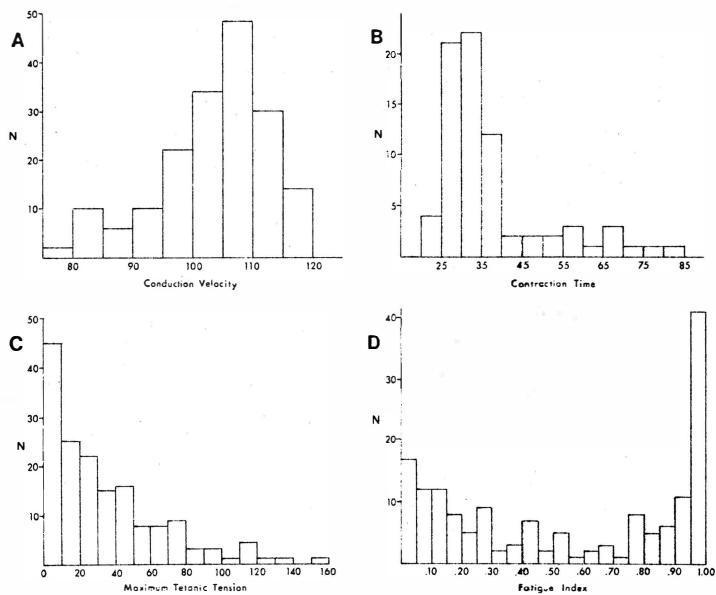 A
50
40
30
N
20
10
80 90 100 110 120
Conduction Velocity
B
20
15
N
10
5
25 35 45 55 65 75 85
Contraction Time
C
50
40
30
N
20
10
0 20 40 60 80 100 120 140 160
Maximum Tetanic Tension
D
40
30
N
20
10
.10 .20 .30 .40 .50 .60 .70 .80 .90 1.00
Fatigue Index